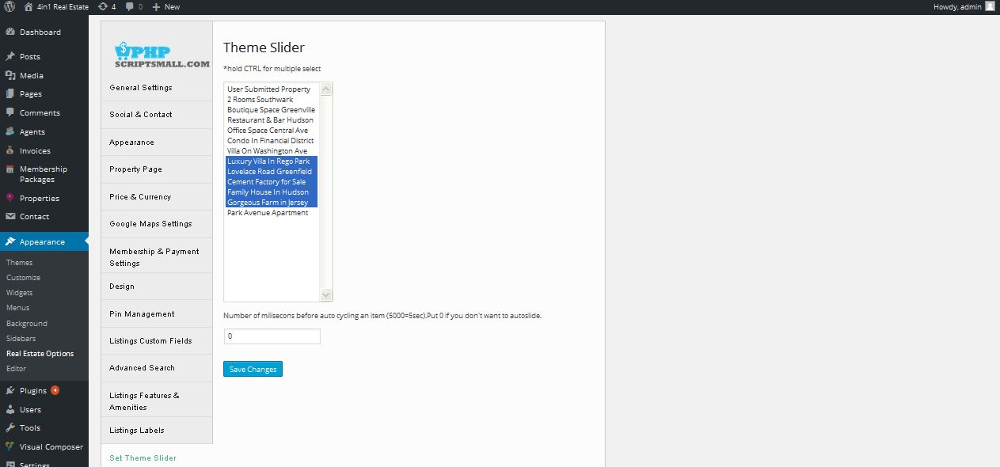 4in1 Real Estate 4 0 New Howdy, admin
Dashboard
Posts
Media
Pages
Comments
Agents
Invoices
Membership
Packages
Properties
Contact
Appearance
Themes
Customize
Widgets
Menus
Background
Sidebars
Real Estate Options
Editor
Plugins 4
Users
Tools
Visual Composer
Settings
$PHP
SCRIPTSMALL.COM
General Settings
Social & Contact
Appearance
Property Page
Price & Currency
Google Maps Settings
Membership & Payment
Settings
Design
Pin Management
Listings Custom Fields
Advanced Search
Listings Features &
Amenities
Listings Labels
Set Theme Slider
Theme Slider
*hold CTRL for multiple select
User Submitted Property
2 Rooms Southwark
Boutique Space Greenville
Restaurant & Bar Hudson
Office Space Central Ave
Condo In Financial District
Villa On Washington Ave
Luxury Villa In Rego Park
Lovelace Road Greenfield
Cement Factory for Sale
Family House In Hudson
Gorgeous Farm in Jersey
Park Avenue Apartment
Number of milisecons before auto cycling an item (5000=5sec).Put 0 if you don't want to autoslide.
0
Save Changes